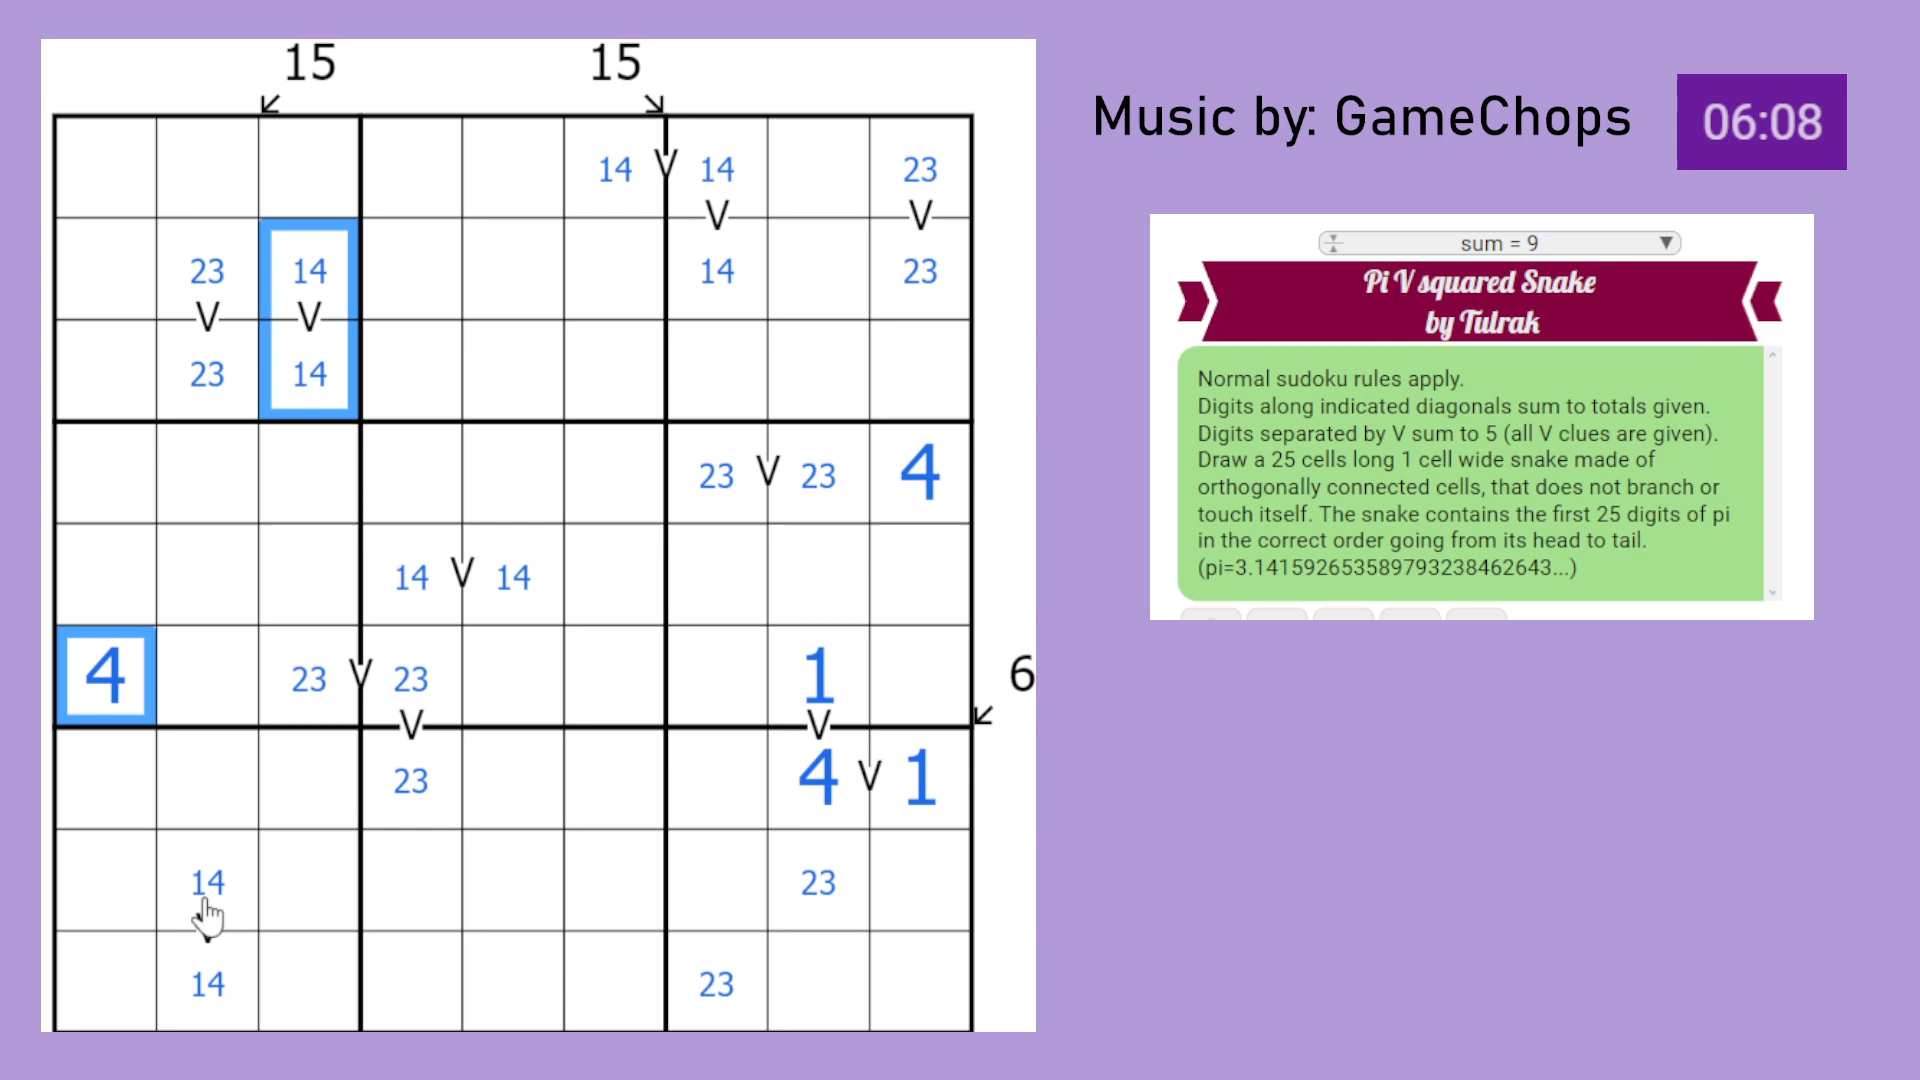 15 15
14 V 14 23
V V
23 14 14 23
V V
23 14
23 V 23 4
14 V 14
4 23 V 23 1 6
V V
23 4 V 1
14 23
14 23
Music by: GameChops
06:08
sum = 9
Pi V squared Snake
by Tulrak
Normal sudoku rules apply.
Digits along indicated diagonals sum to totals given.
Digits separated by V sum to 5 (all V clues are given).
Draw a 25 cells long 1 cell wide snake made of
orthogonally connected cells, that does not branch or
touch itself. The snake contains the first 25 digits of pi
in the correct order going from its head to tail.
(pi=3.141592653589793238462643...)